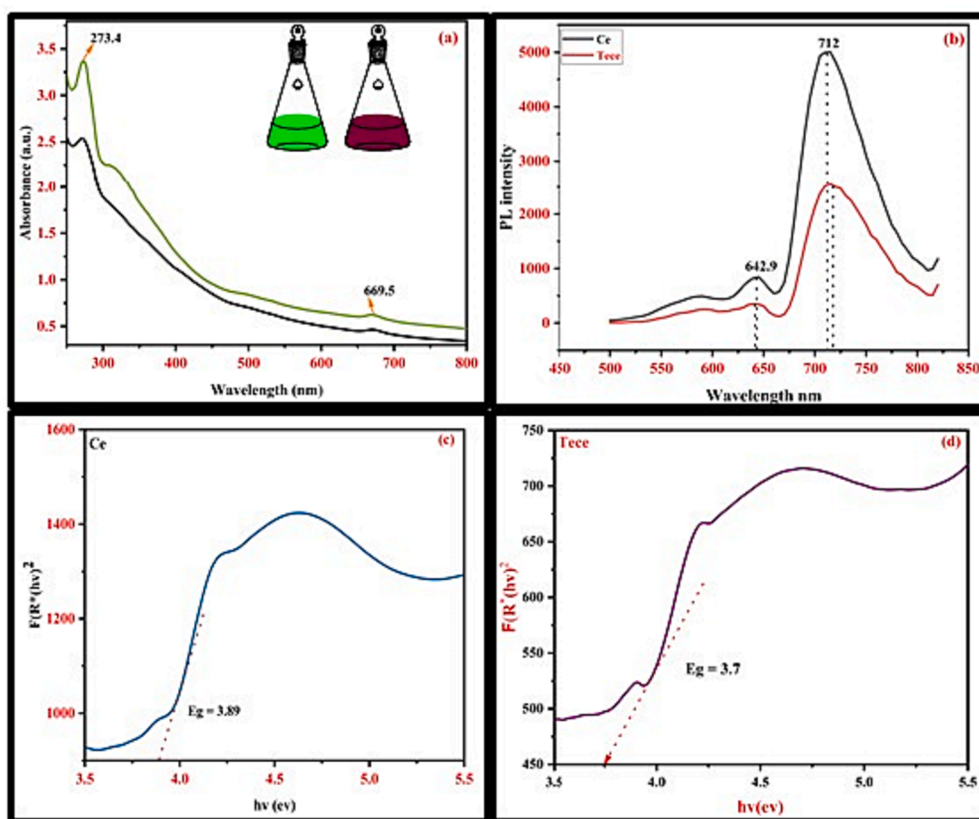 (a)
273.4
3.5
3.0
2.5
2.0
1.5
1.0
0.5
669.5
Absorbance (a.u.)
300 400 500 600 700 800
Wavelength (nm)
(b)
Ce
Tece
712
642.9
5000
4000
3000
2000
1000
0
PL intensity
450 500 550 600 650 700 750 800 850
Wavelength nm
(c)
Ce
1600
1400
1200
1000
F(R*(hv)2
Eg = 3.89
3.5 4.0 4.5 5.0 5.5
hv (ev)
(d)
Tece
750
700
650
600
550
500
450
F(R*(hv)2
Eg = 3.7
3.5 4.0 4.5 5.0 5.5
hv(ev)